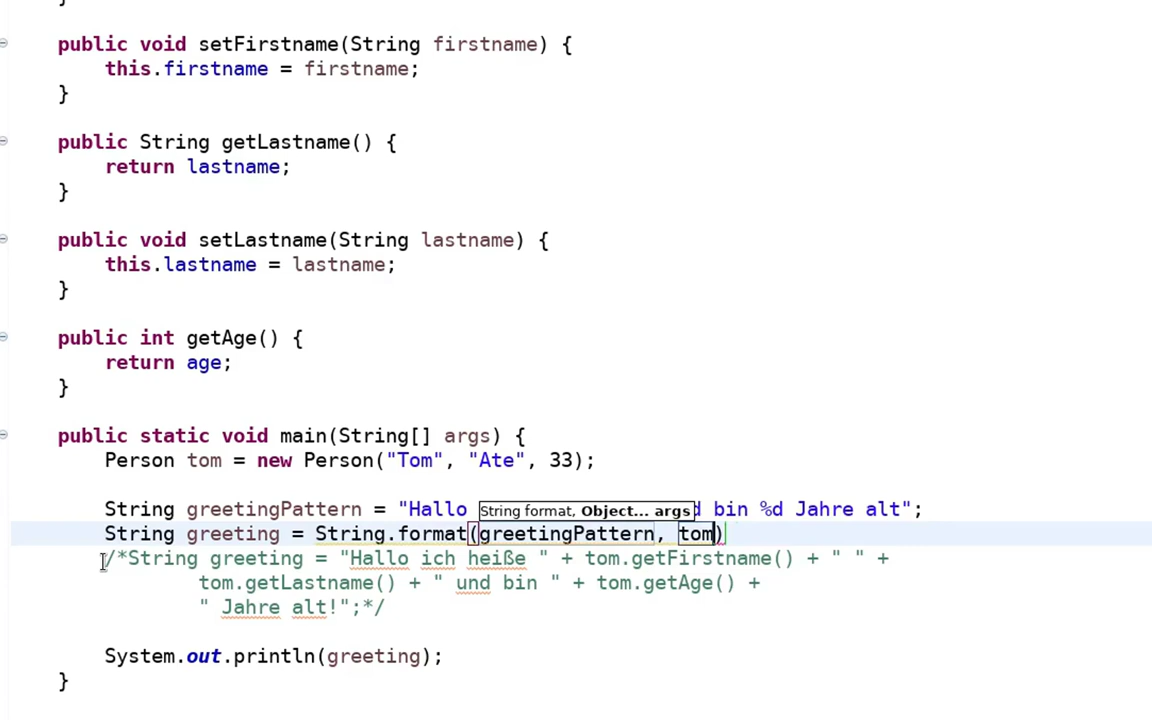 }
public void setFirstname(String firstname) {
this.firstname = firstname;
}
public String getLastname() {
return lastname;
}
public void setLastname(String lastname) {
this.lastname = lastname;
}
public int getAge() {
return age;
}
public static void main(String[] args) {
Person tom = new Person("Tom", "Ate", 33);
String greetingPattern = "Hallo d bin %d Jahre alt";
String format, Object... args
String greeting = String.format(greetingPattern, tom)
/*String greeting = "Hallo ich heiße " + tom.getFirstname() + " " +
tom.getLastname() + " und bin " + tom.getAge() +
" Jahre alt!";*/
System.out.println(greeting);
}